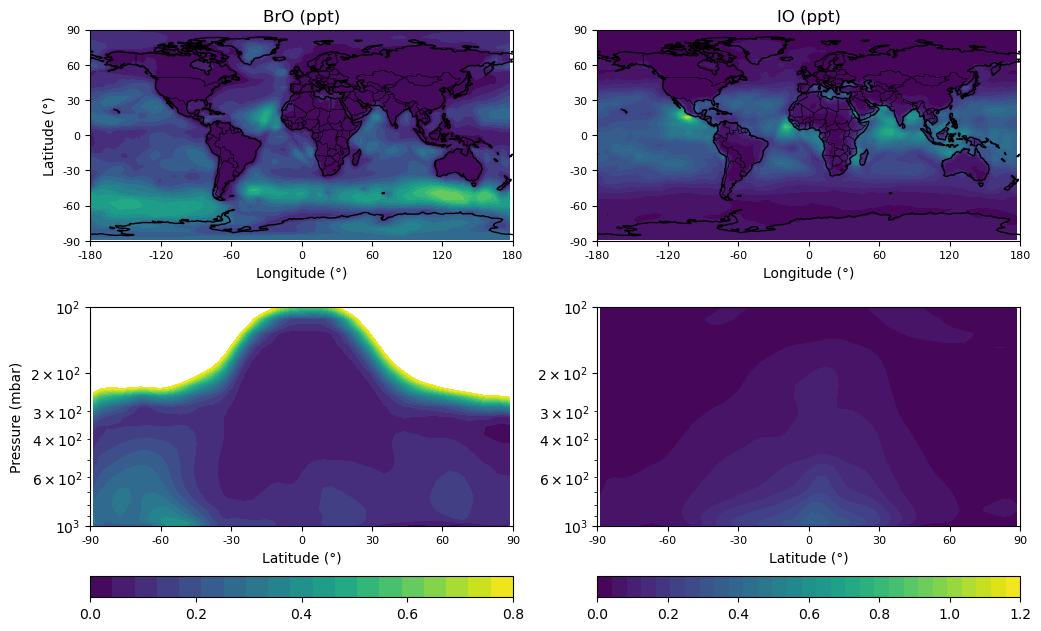 BrO (ppt)
IO (ppt)
90
60
30
0
-30
-60
-90
Latitude (°)
-180 -120 -60 0 60 120 180
Longitude (°)
90
60
30
0
-30
-60
-90
-180 -120 -60 0 60 120 180
Longitude (°)
10²
2 × 10²
3 × 10²
4 × 10²
6 × 10²
10³
Pressure (mbar)
-90 -60 -30 0 30 60 90
Latitude (°)
10²
2 × 10²
3 × 10²
4 × 10²
6 × 10²
10³
-90 -60 -30 0 30 60 90
Latitude (°)
0.0 0.2 0.4 0.6 0.8
0.0 0.2 0.4 0.6 0.8 1.0 1.2